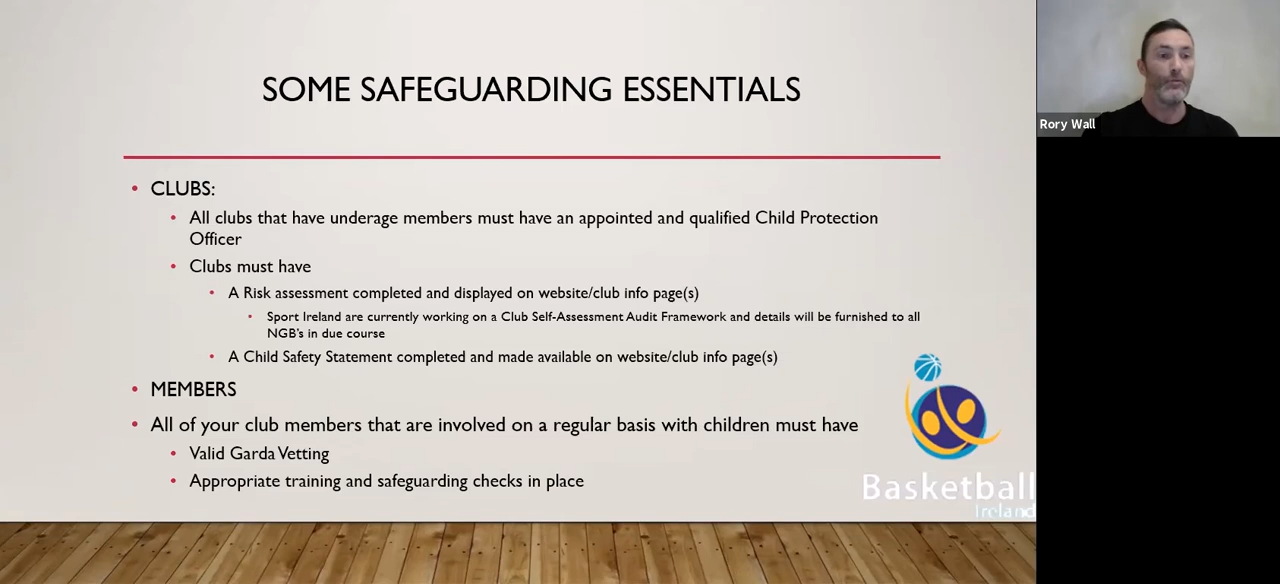 SOME SAFEGUARDING ESSENTIALS
Rory Wall
• CLUBS:
• All clubs that have underage members must have an appointed and qualified Child Protection
Officer
• Clubs must have
• A Risk assessment completed and displayed on website/club info page(s)
• Sport Ireland are currently working on a Club Self-Assessment Audit Framework and details will be furnished to all
NGB's in due course
• A Child Safety Statement completed and made available on website/club info page(s)
• MEMBERS
• All of your club members that are involved on a regular basis with children must have
• Valid Garda Vetting
• Appropriate training and safeguarding checks in place
Basketball
Ireland